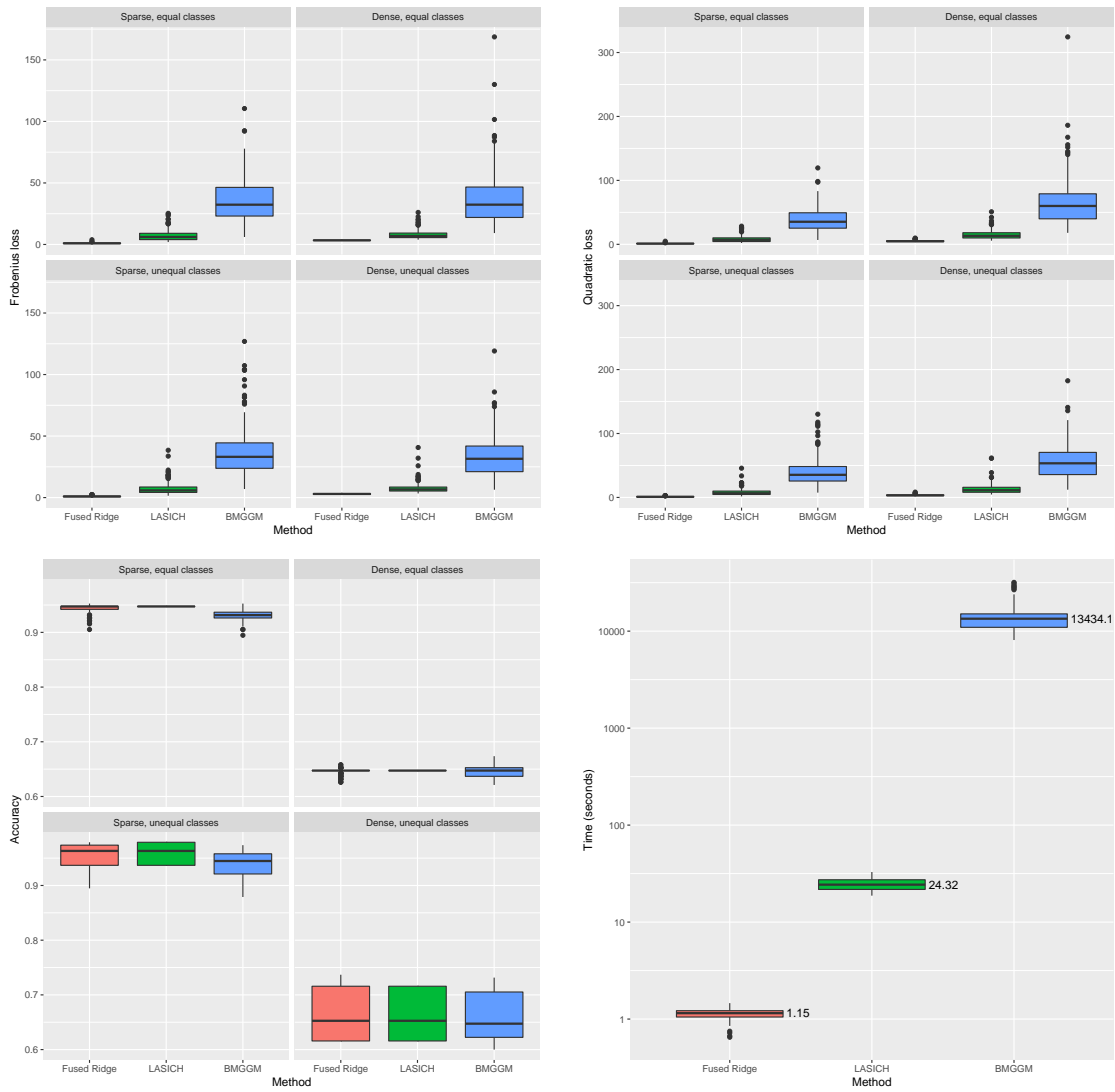 Sparse, equal classes
Dense, equal classes
150
100
50
0
Sparse, unequal classes
Dense, unequal classes
150
100
50
0
Frobenius loss
Fused Ridge LASICH BMGGM Fused Ridge LASICH BMGGM
Method
Sparse, equal classes
Dense, equal classes
300
200
100
0
Sparse, unequal classes
Dense, unequal classes
300
200
100
0
Quadratic loss
Fused Ridge LASICH BMGGM Fused Ridge LASICH BMGGM
Method
Sparse, equal classes
Dense, equal classes
0.9
0.8
0.7
0.6
Sparse, unequal classes
Dense, unequal classes
0.9
0.8
0.7
0.6
Accuracy
Fused Ridge LASICH BMGGM Fused Ridge LASICH BMGGM
Method
10000
1000
100
10
1
Time (seconds)
13434.1
24.32
1.15
Fused Ridge LASICH BMGGM
Method